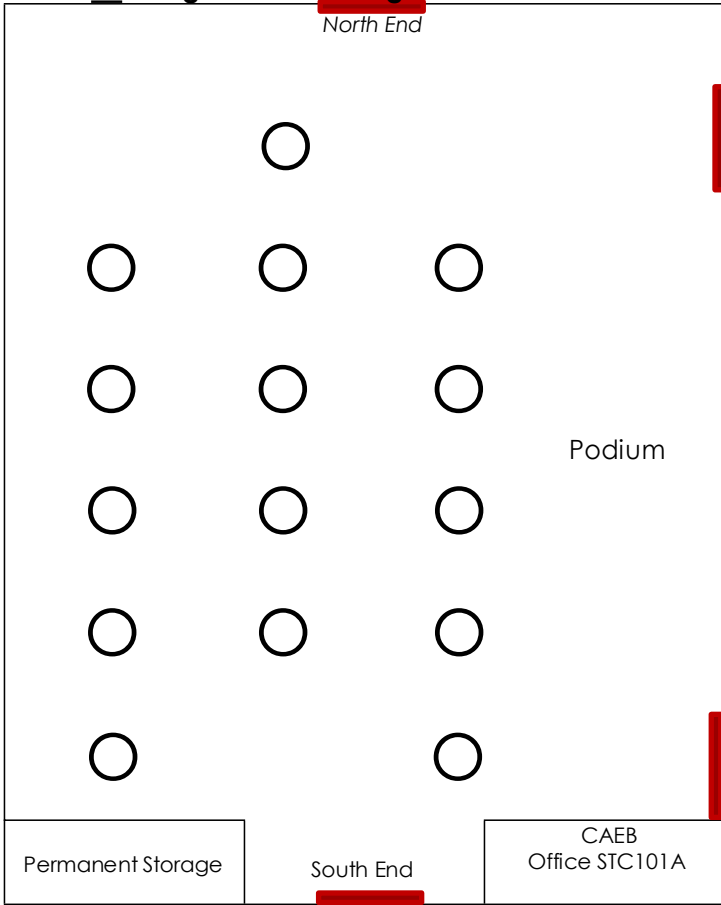 North End
Podium
CAEB
Office STC101A
Permanent Storage
South End